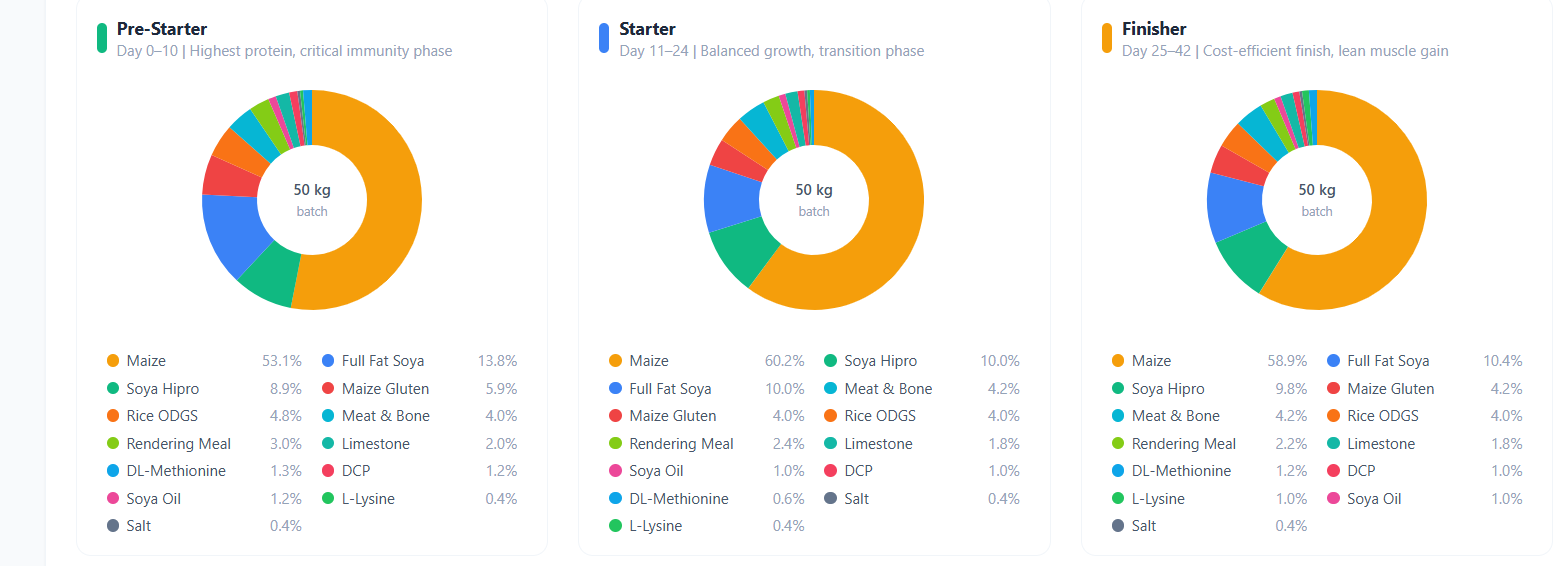 Pre-Starter
Day 0–10 | Highest protein, critical immunity phase
50 kg
batch
Maize 53.1% Full Fat Soya 13.8%
Soya Hipro 8.9% Maize Gluten 5.9%
Rice ODGS 4.8% Meat & Bone 4.0%
Rendering Meal 3.0% Limestone 2.0%
DL-Methionine 1.3% DCP 1.2%
Soya Oil 1.2% L-Lysine 0.4%
Salt 0.4%
Starter
Day 11–24 | Balanced growth, transition phase
50 kg
batch
Maize 60.2% Soya Hipro 10.0%
Full Fat Soya 10.0% Meat & Bone 4.2%
Maize Gluten 4.0% Rice ODGS 4.0%
Rendering Meal 2.4% Limestone 1.8%
Soya Oil 1.0% DCP 1.0%
DL-Methionine 0.6% Salt 0.4%
L-Lysine 0.4%
Finisher
Day 25–42 | Cost-efficient finish, lean muscle gain
50 kg
batch
Maize 58.9% Full Fat Soya 10.4%
Soya Hipro 9.8% Maize Gluten 4.2%
Meat & Bone 4.2% Rice ODGS 4.0%
Rendering Meal 2.2% Limestone 1.8%
DL-Methionine 1.2% DCP 1.0%
L-Lysine 1.0% Soya Oil 1.0%
Salt 0.4%